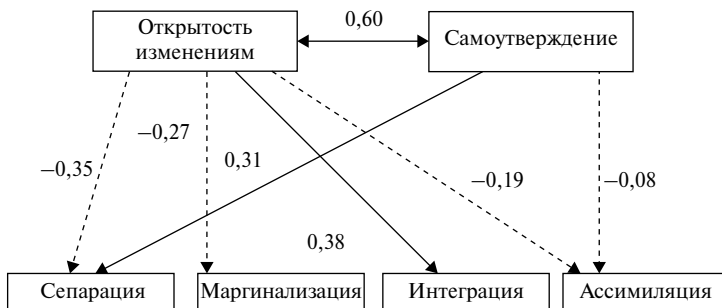 Открытость
изменениям
0,60
Самоутверждение
−0,35
−0,27
0,31
0,38
−0,19
−0,08
Сепарация
Маргинализация
Интеграция
Ассимиляция